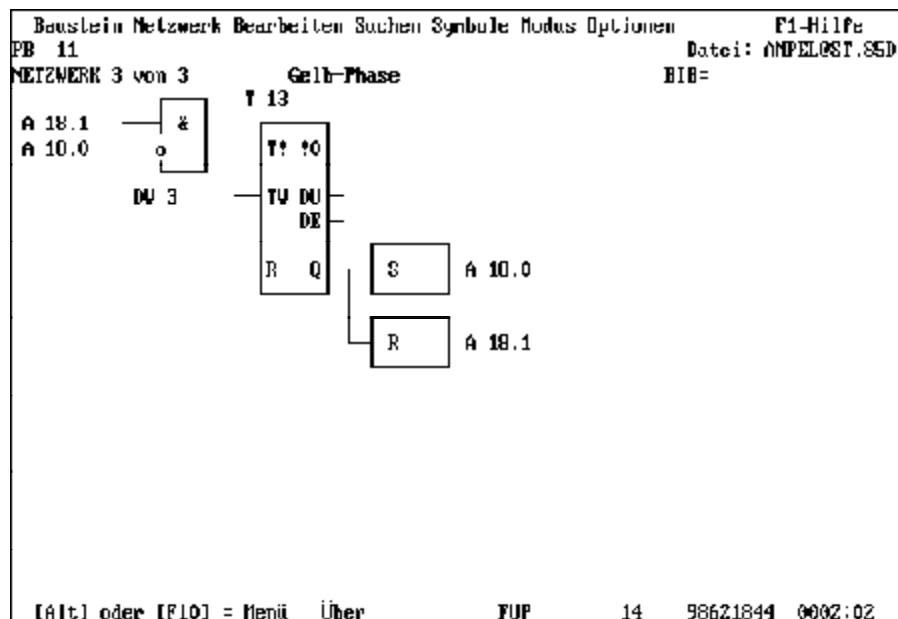 Baustein Netzwerk Bearbeiten Suchen Symbole Modus Optionen F1-Hilfe
PB 11 Datei: AMPEL@ST.S5D
NETZWERK 3 von 3 Gelb-Phase BIB=
T 13
A 18.1 &
A 10.0
T! !0
DW 3 TW DU
DE
R Q S A 10.0
R A 18.1
[Alt] oder [F10] = Menü Über FUP 14 98621844 0002:02